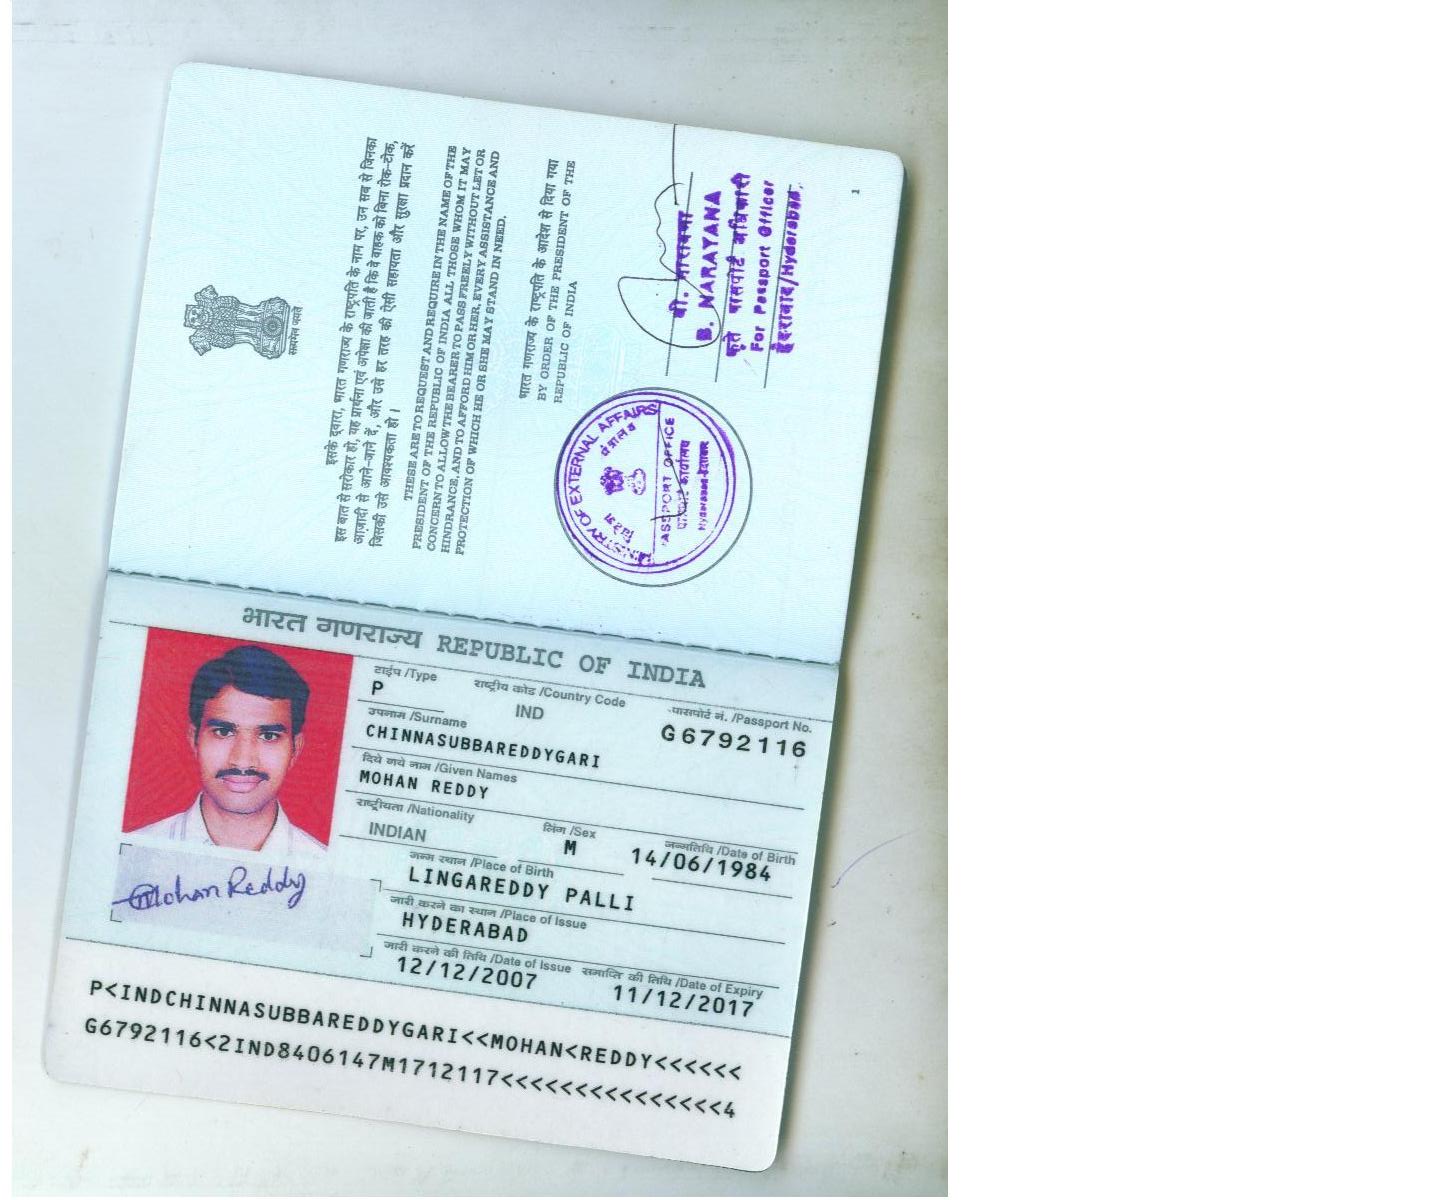 सत्यमेव जयते
इसके द्वारा, भारत गणराज्य के राष्ट्रपति के नाम पर, उन सब से जिनका
इस बात से सरोकार हो, यह प्रार्थना एवं अपेक्षा की जाती है कि वे वाहक को बिना रोक-टोक,
आज़ादी से आने-जाने दें, और उसे हर तरह की ऐसी सहायता और सुरक्षा प्रदान करें
जिसकी उसे आवश्यकता हो ।
THESE ARE TO REQUEST AND REQUIRE IN THE NAME OF THE
PRESIDENT OF THE REPUBLIC OF INDIA ALL THOSE WHOM IT MAY
CONCERN TO ALLOW THE BEARER TO PASS FREELY WITHOUT LET OR
HINDRANCE, AND TO AFFORD HIM OR HER, EVERY ASSISTANCE AND
PROTECTION OF WHICH HE OR SHE MAY STAND IN NEED.
भारत गणराज्य के राष्ट्रपति के आदेश से दिया गया
BY ORDER OF THE PRESIDENT OF THE
REPUBLIC OF INDIA
MINISTRY OF EXTERNAL AFFAIRS
विदेश मंत्रालय
PASSPORT OFFICE
कार्यालय
बी. नारायणा
B. NARAYANA
कृते पासपोर्ट अधिकारी
For Passport Officer
हैदराबाद/Hyderabad.
1
भारत गणराज्य REPUBLIC OF INDIA
टाईप /Type
राष्ट्रीय कोड /Country Code
पासपोर्ट नं. /Passport No.
P
IND
G6792116
उपनाम /Surname
CHINNASUBBAREDDYGARI
दिये गये नाम /Given Names
MOHAN REDDY
राष्ट्रीयता /Nationality
लिंग /Sex
जन्मतिथि /Date of Birth
INDIAN
M
14/06/1984
जन्म स्थान /Place of Birth
LINGAREDDY PALLI
जारी करने का स्थान /Place of Issue
HYDERABAD
जारी करने की तिथि /Date of Issue
समाप्ति की तिथि /Date of Expiry
12/12/2007
11/12/2017
Mohan Reddy
P<INDCHINNASUBBAREDDYGARI<<MOHAN<REDDY<<<<<<
G6792116<2IND8406147M1712117<<<<<<<<<<<<<<<4